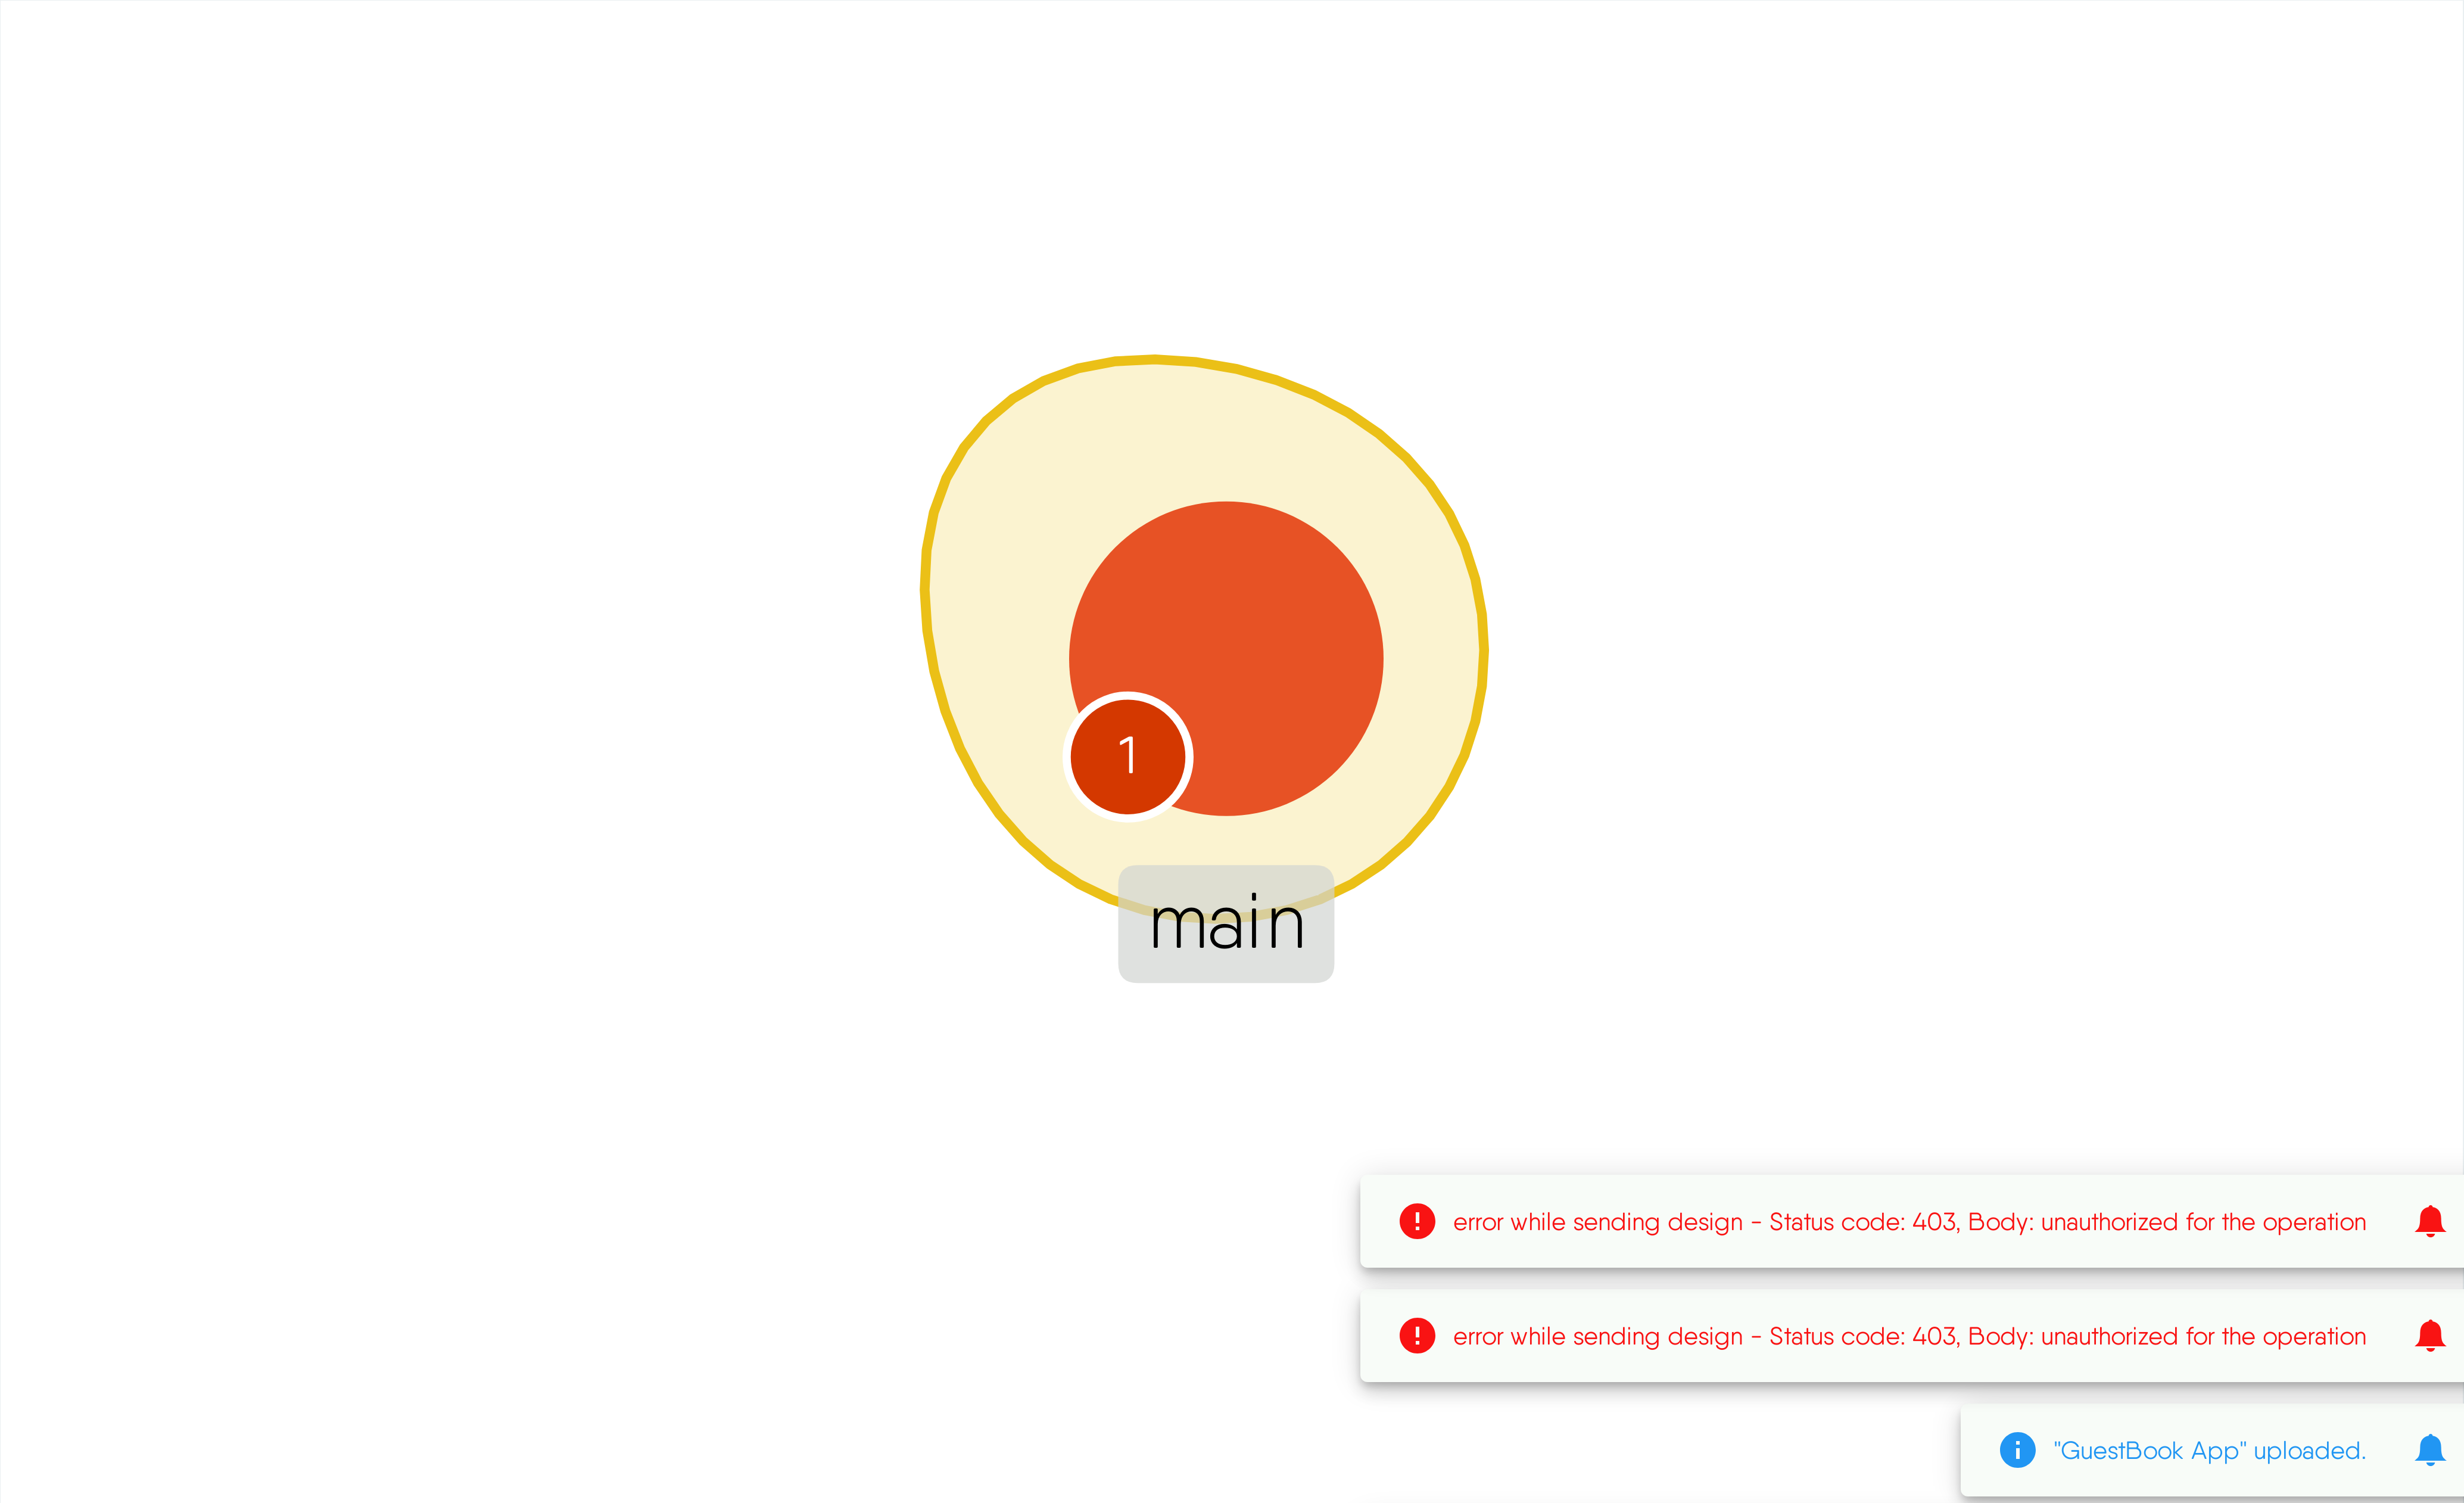 1
main
error while sending design - Status code: 403, Body: unauthorized for the operation
error while sending design - Status code: 403, Body: unauthorized for the operation
"GuestBook App" uploaded.